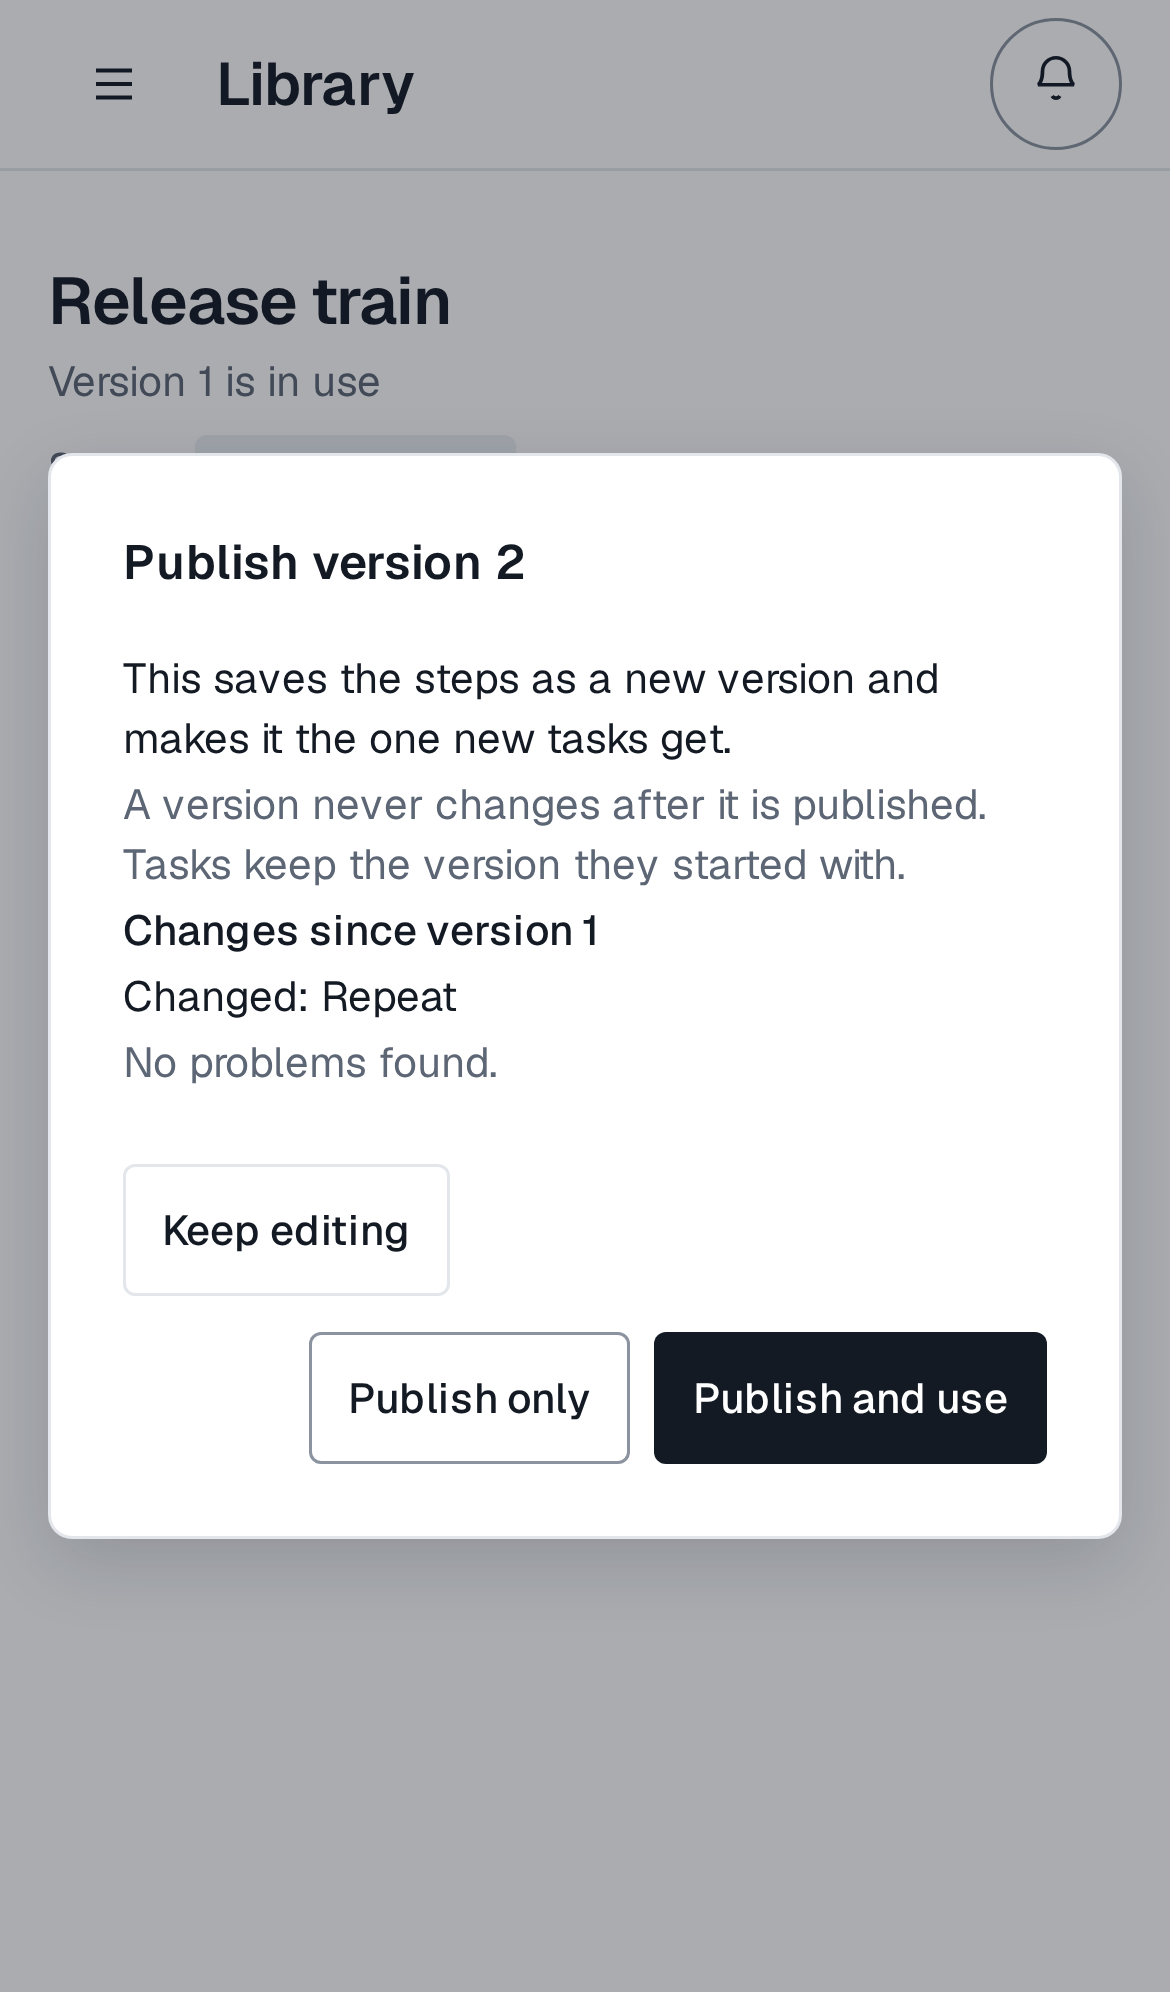 Library
Release train
Version 1 is in use
Publish version 2
This saves the steps as a new version and
makes it the one new tasks get.
A version never changes after it is published.
Tasks keep the version they started with.
Changes since version 1
Changed: Repeat
No problems found.
Keep editing
Publish only
Publish and use